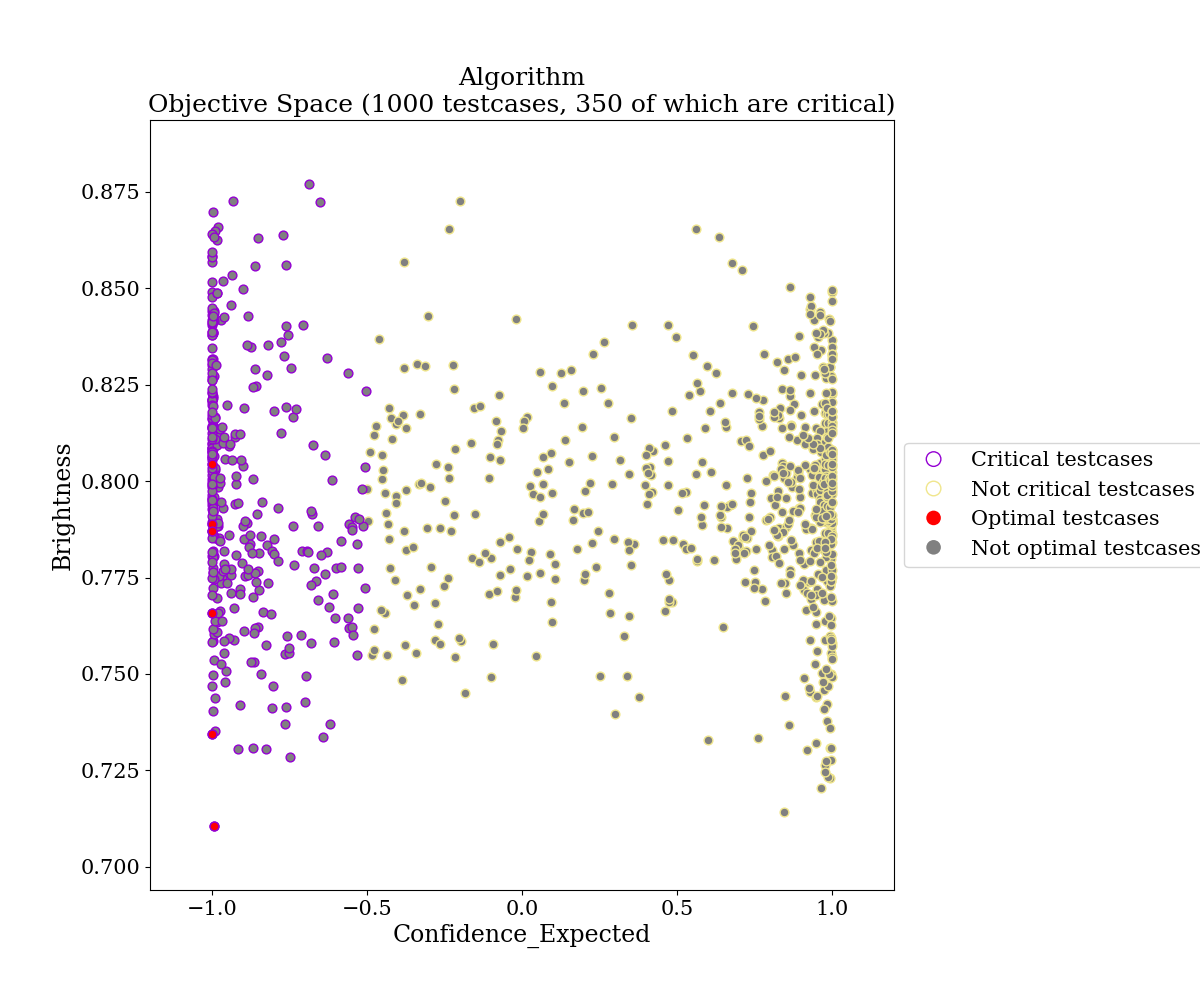 Algorithm
Objective Space (1000 testcases, 350 of which are critical)
0.875
0.850
0.825
0.800
0.775
0.750
0.725
0.700
Brightness
−1.0
−0.5
0.0
0.5
1.0
Confidence_Expected
Critical testcases
Not critical testcases
Optimal testcases
Not optimal testcases